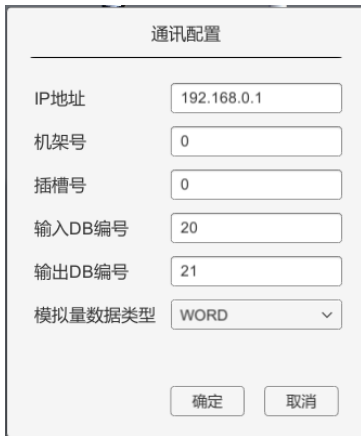 通讯配置
IP地址 192.168.0.1
机架号 0
插槽号 0
输入DB编号 20
输出DB编号 21
模拟量数据类型 WORD
确定 取消